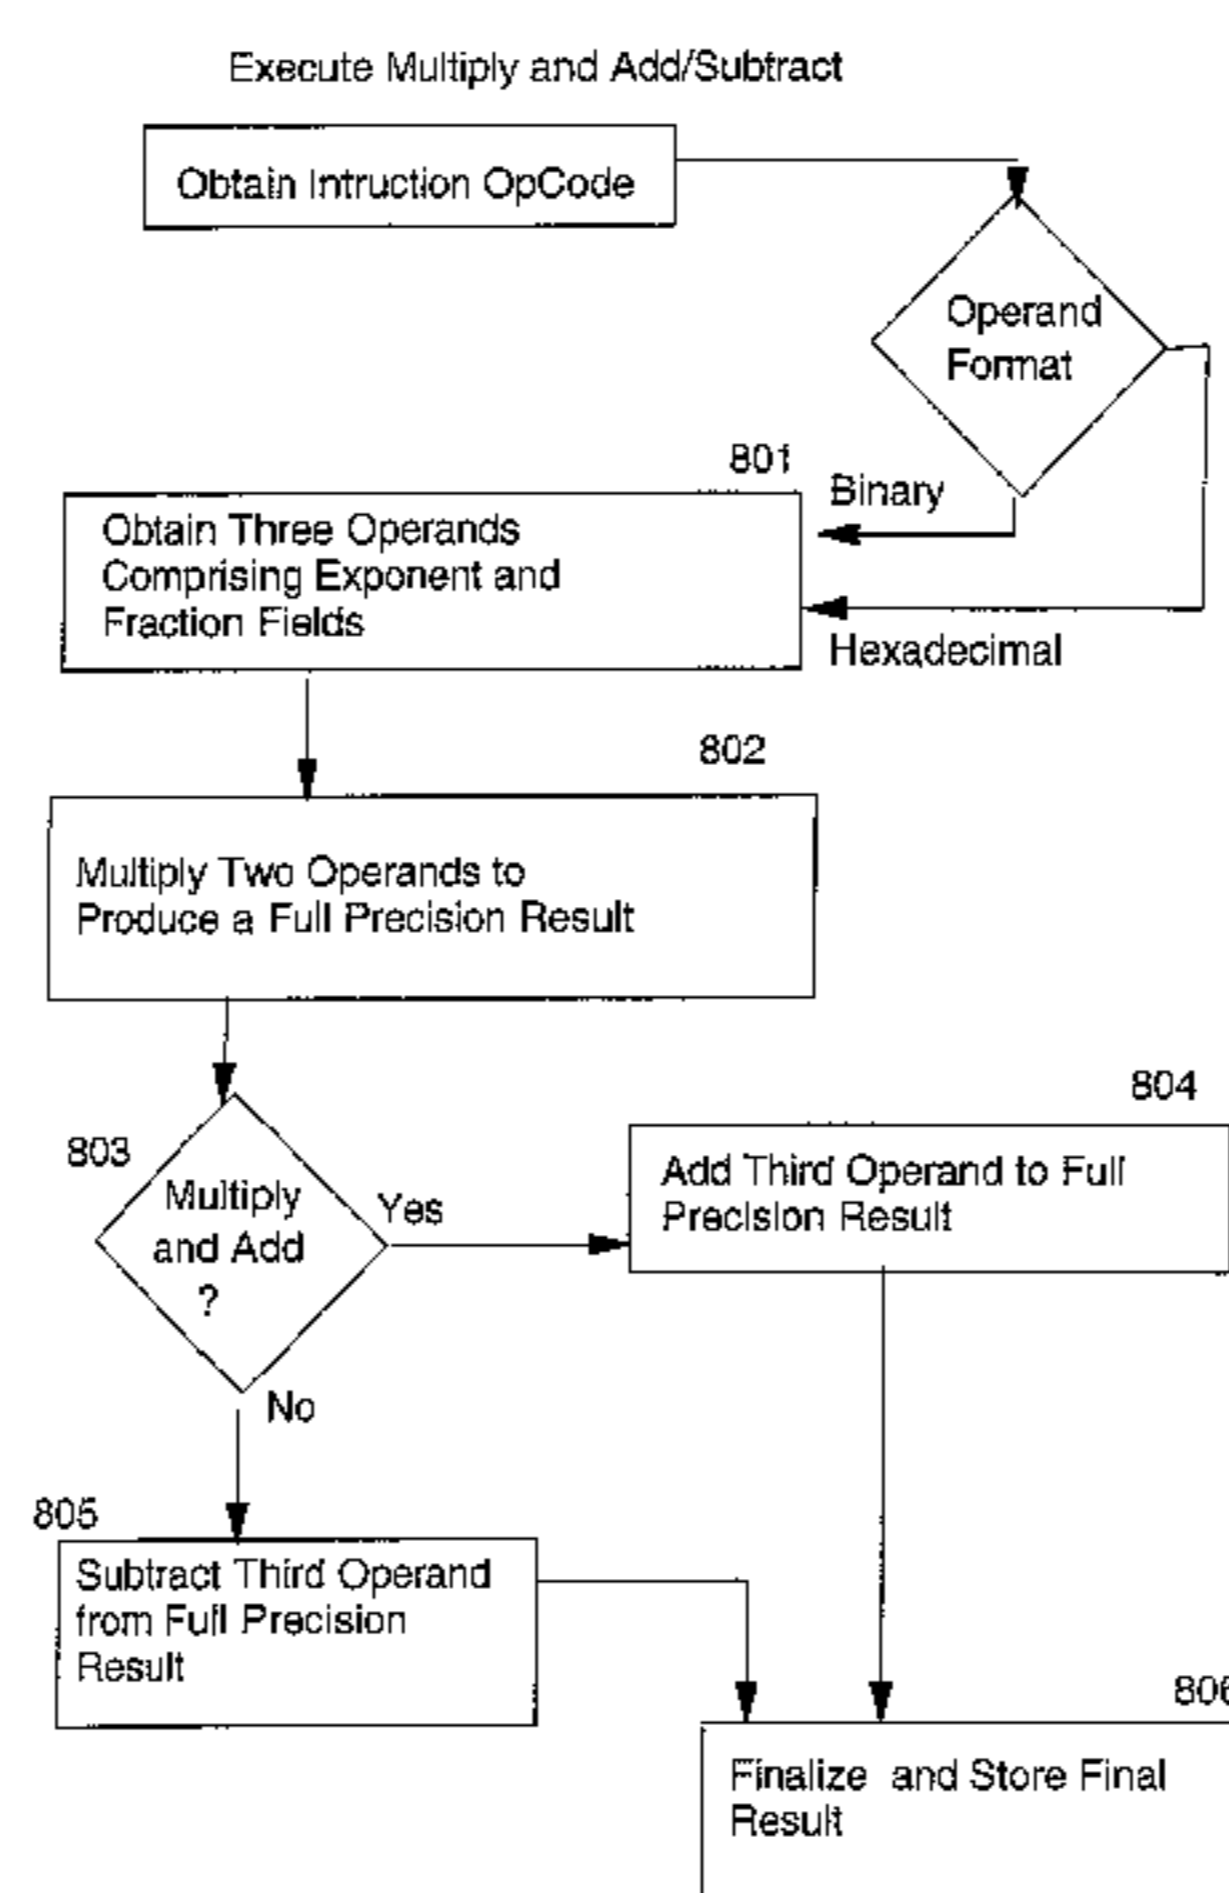 Execute Multiply and Add/Subtract
Obtain Intruction OpCode
Operand
Format
801
Binary
Obtain Three Operands
Comprising Exponent and
Fraction Fields
Hexadecimal
802
Multiply Two Operands to
Produce a Full Precision Result
804
803
Multiply
and Add
?
Yes
Add Third Operand to Full
Precision Result
No
805
Subtract Third Operand
from Full Precision
Result
806
Finalize and Store Final
Result